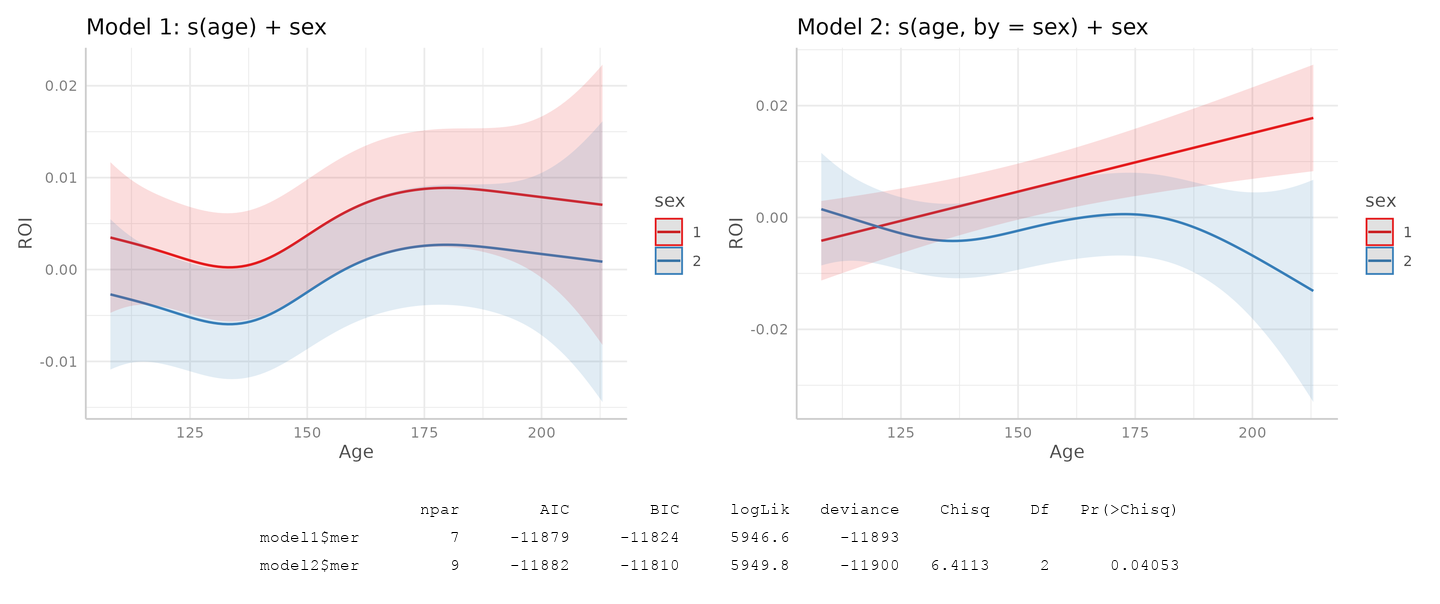 Model 1: s(age) + sex
0.02
0.01
0.00
-0.01
ROI
125 150 175 200
Age
sex
1
2
Model 2: s(age, by = sex) + sex
0.02
0.00
-0.02
ROI
125 150 175 200
Age
sex
1
2
npar AIC BIC logLik deviance Chisq Df Pr(>Chisq)
model1$mer 7 -11879 -11824 5946.6 -11893
model2$mer 9 -11882 -11810 5949.8 -11900 6.4113 2 0.04053